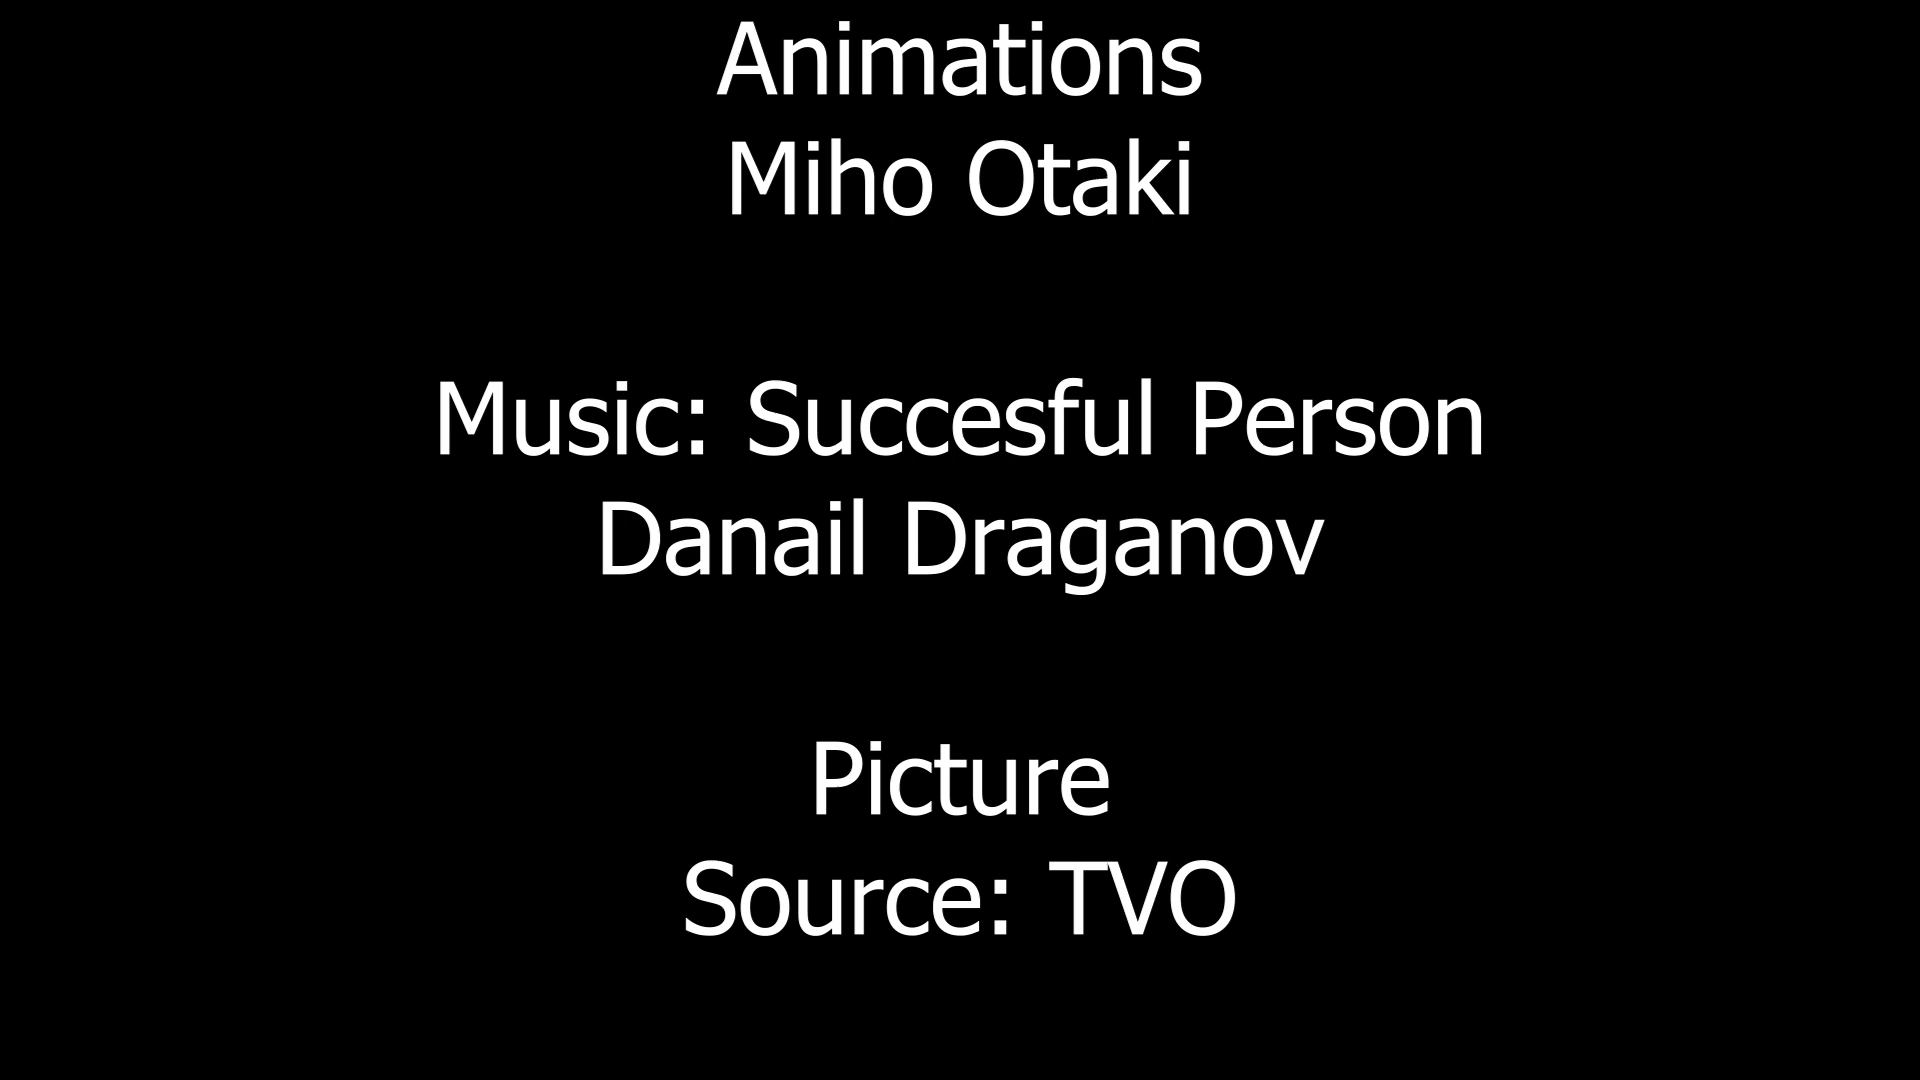 Animations
Miho Otaki
Music: Succesful Person
Danail Draganov
Picture
Source: TVO